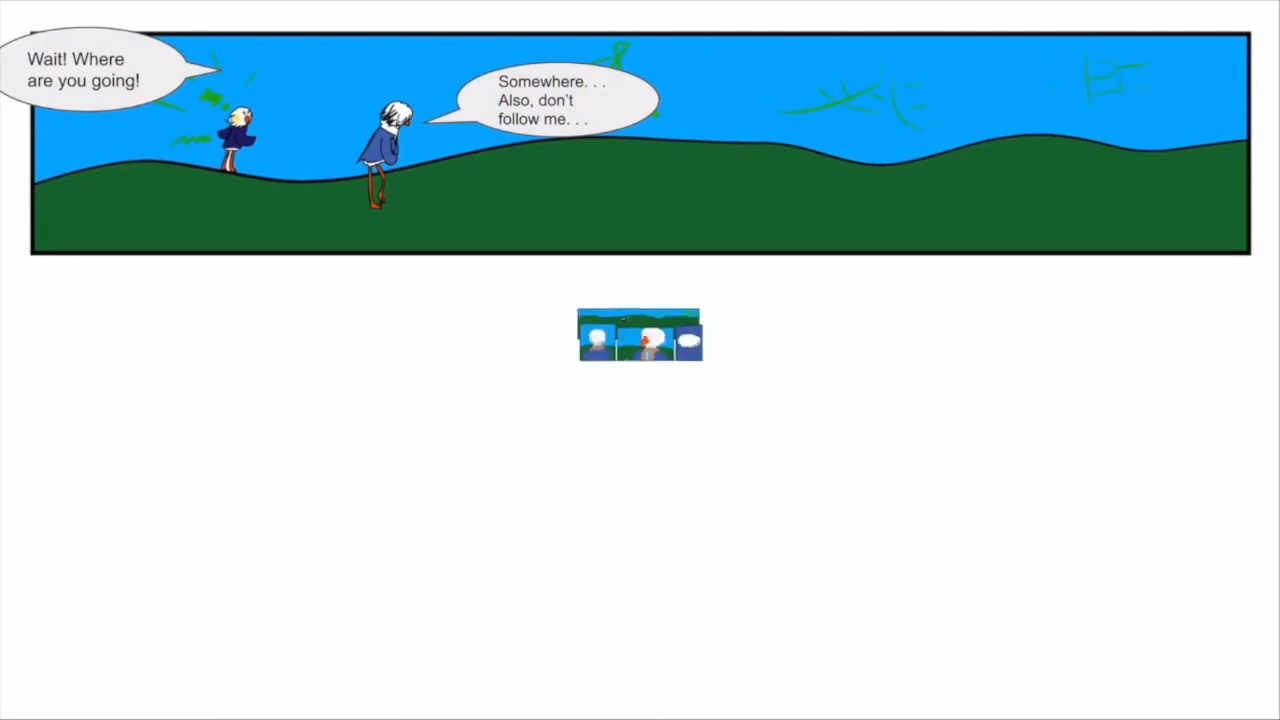 Wait! Where
are you going!
Somewhere. . .
Also, don't
follow me. . .